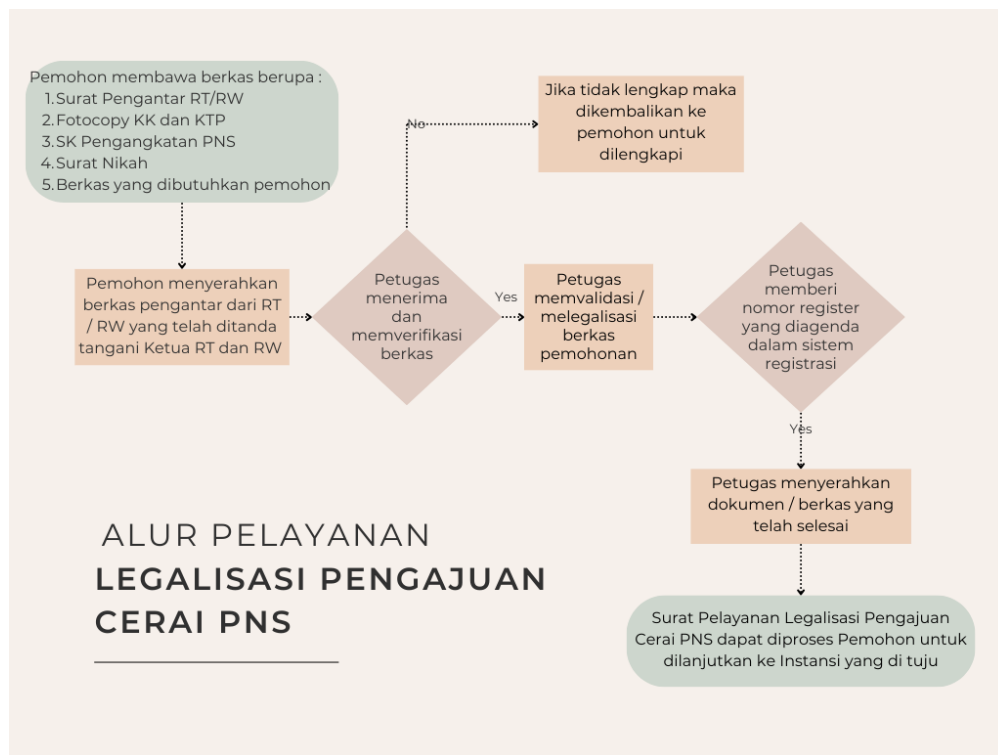 Pemohon membawa berkas berupa :
1. Surat Pengantar RT/RW
2. Fotocopy KK dan KTP
3. SK Pengangkatan PNS
4. Surat Nikah
5. Berkas yang dibutuhkan pemohon
Pemohon menyerahkan
berkas pengantar dari RT
/ RW yang telah ditanda
tangani Ketua RT dan RW
Petugas
menerima
dan
memverifikasi
berkas
No
Jika tidak lengkap maka
dikembalikan ke
pemohon untuk
dilengkapi
Yes
Petugas
memvalidasi /
melegalisasi
berkas
pemohonan
Petugas
memberi
nomor register
yang diagenda
dalam sistem
registrasi
Yes
Petugas menyerahkan
dokumen / berkas yang
telah selesai
Surat Pelayanan Legalisasi Pengajuan
Cerai PNS dapat diproses Pemohon untuk
dilanjutkan ke Instansi yang di tuju
ALUR PELAYANAN
LEGALISASI PENGAJUAN
CERAI PNS